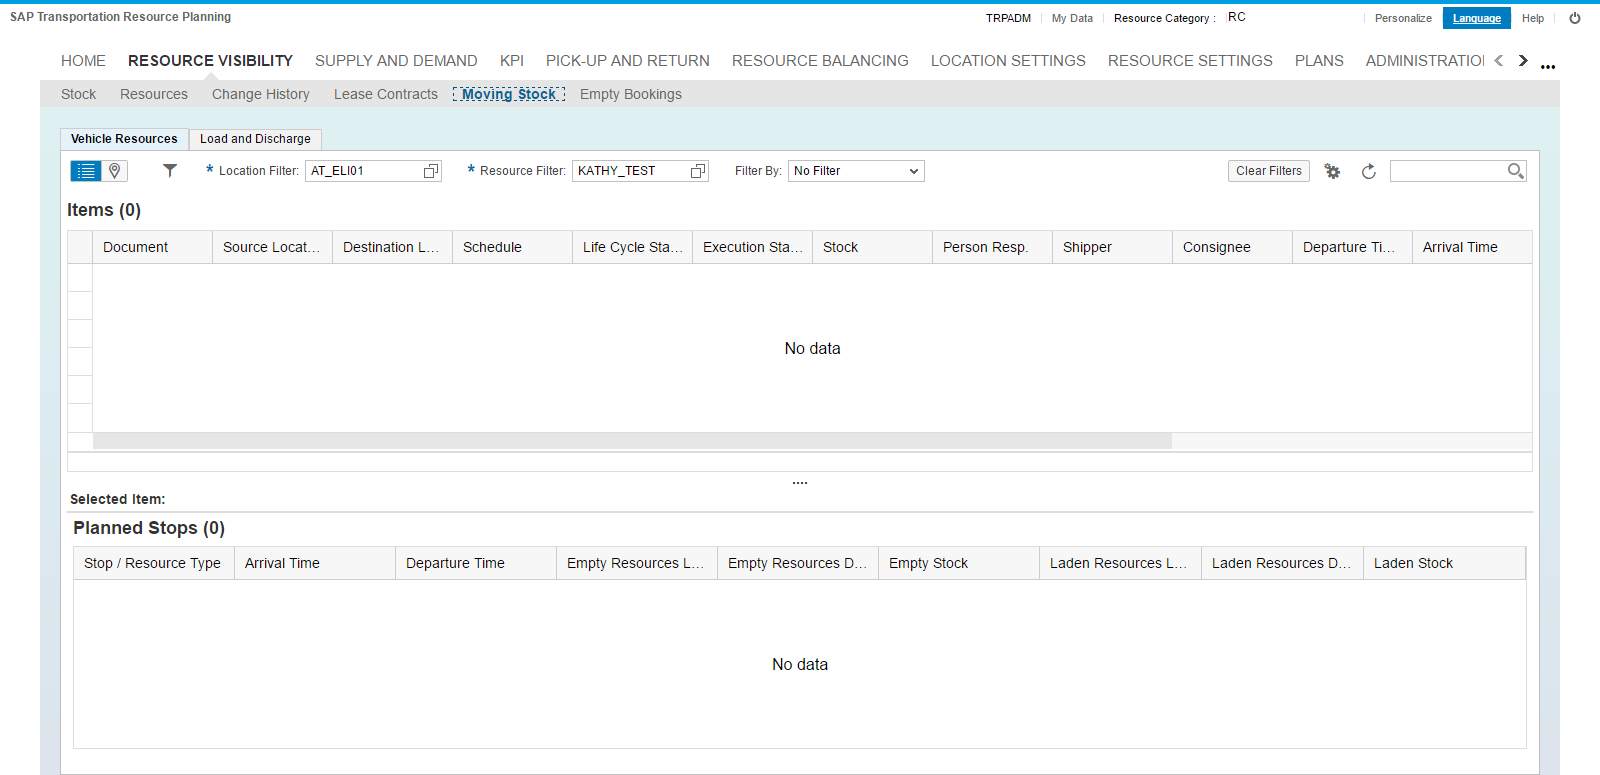 SAP Transportation Resource Planning
TRPADM My Data Resource Category : RC Personalize Language Help
HOME RESOURCE VISIBILITY SUPPLY AND DEMAND KPI PICK-UP AND RETURN RESOURCE BALANCING LOCATION SETTINGS RESOURCE SETTINGS PLANS ADMINISTRATIO
Stock Resources Change History Lease Contracts Moving Stock Empty Bookings
Vehicle Resources Load and Discharge
* Location Filter: AT_ELI01 * Resource Filter: KATHY_TEST Filter By: No Filter Clear Filters
Items (0)
Document Source Locat... Destination L... Schedule Life Cycle Sta... Execution Sta... Stock Person Resp. Shipper Consignee Departure Ti... Arrival Time
No data
Selected Item:
Planned Stops (0)
Stop / Resource Type Arrival Time Departure Time Empty Resources L... Empty Resources D... Empty Stock Laden Resources L... Laden Resources D... Laden Stock
No data